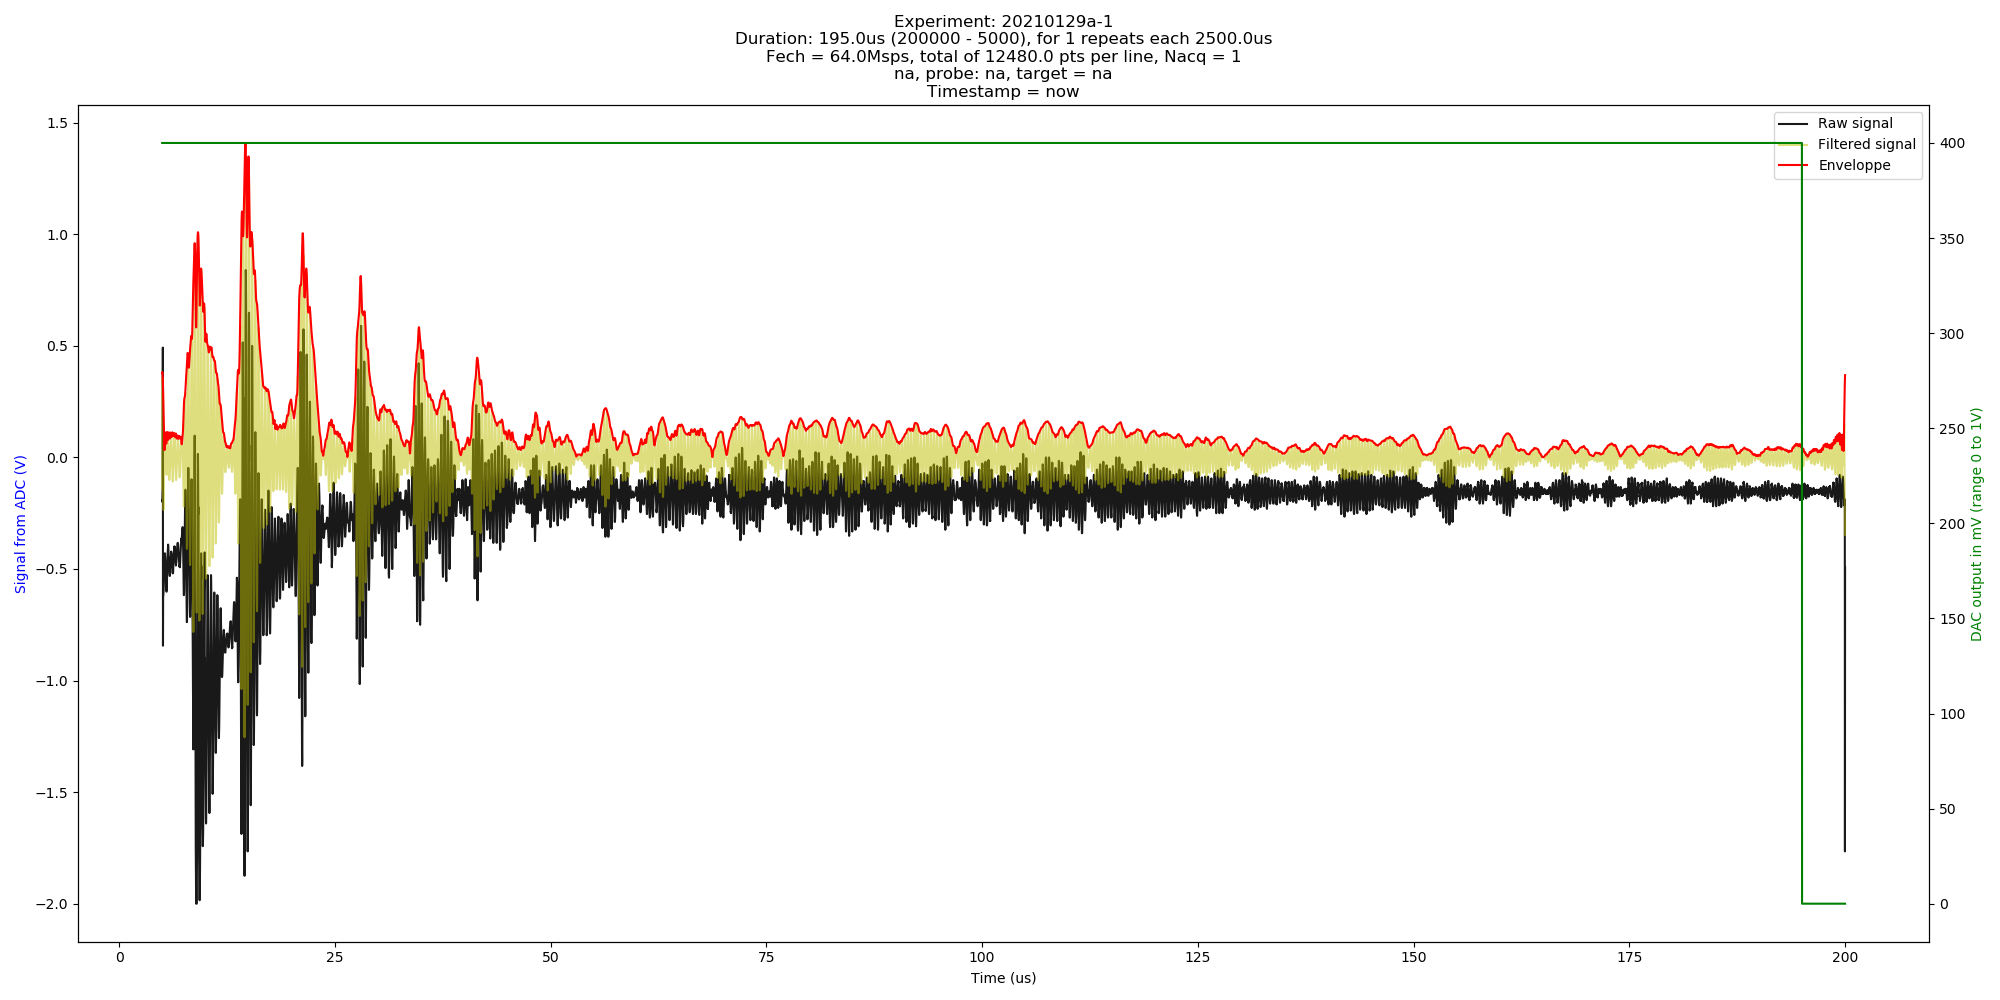 Experiment: 20210129a-1
Duration: 195.0us (200000 - 5000), for 1 repeats each 2500.0us
Fech = 64.0Msps, total of 12480.0 pts per line, Nacq = 1
na, probe: na, target = na
Timestamp = now
Raw signal
Filtered signal
Enveloppe
1.5
1.0
0.5
0.0
−0.5
−1.0
−1.5
−2.0
Signal from ADC (V)
400
350
300
250
200
150
100
50
0
DAC output in mV (range 0 to 1V)
0 25 50 75 100 125 150 175 200
Time (us)